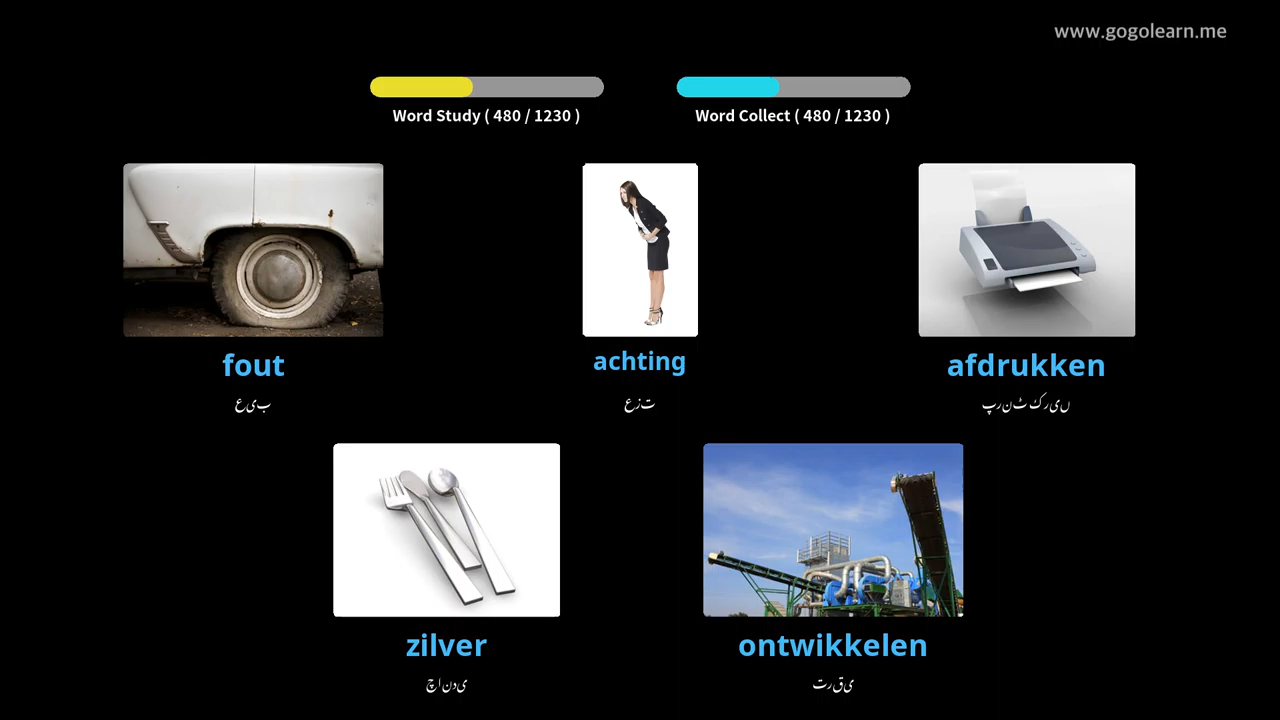 www.gogolearn.me
Word Study ( 480 / 1230 )
Word Collect ( 480 / 1230 )
fout
achting
afdrukken
عیب
عزت
پرنٹ کریں
zilver
ontwikkelen
چاندی
ترقی